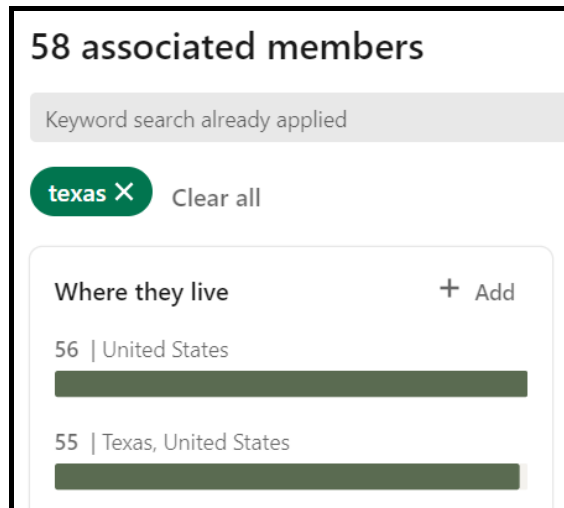 58 associated members
Keyword search already applied
texas ✕ Clear all
Where they live + Add
56 | United States
55 | Texas, United States